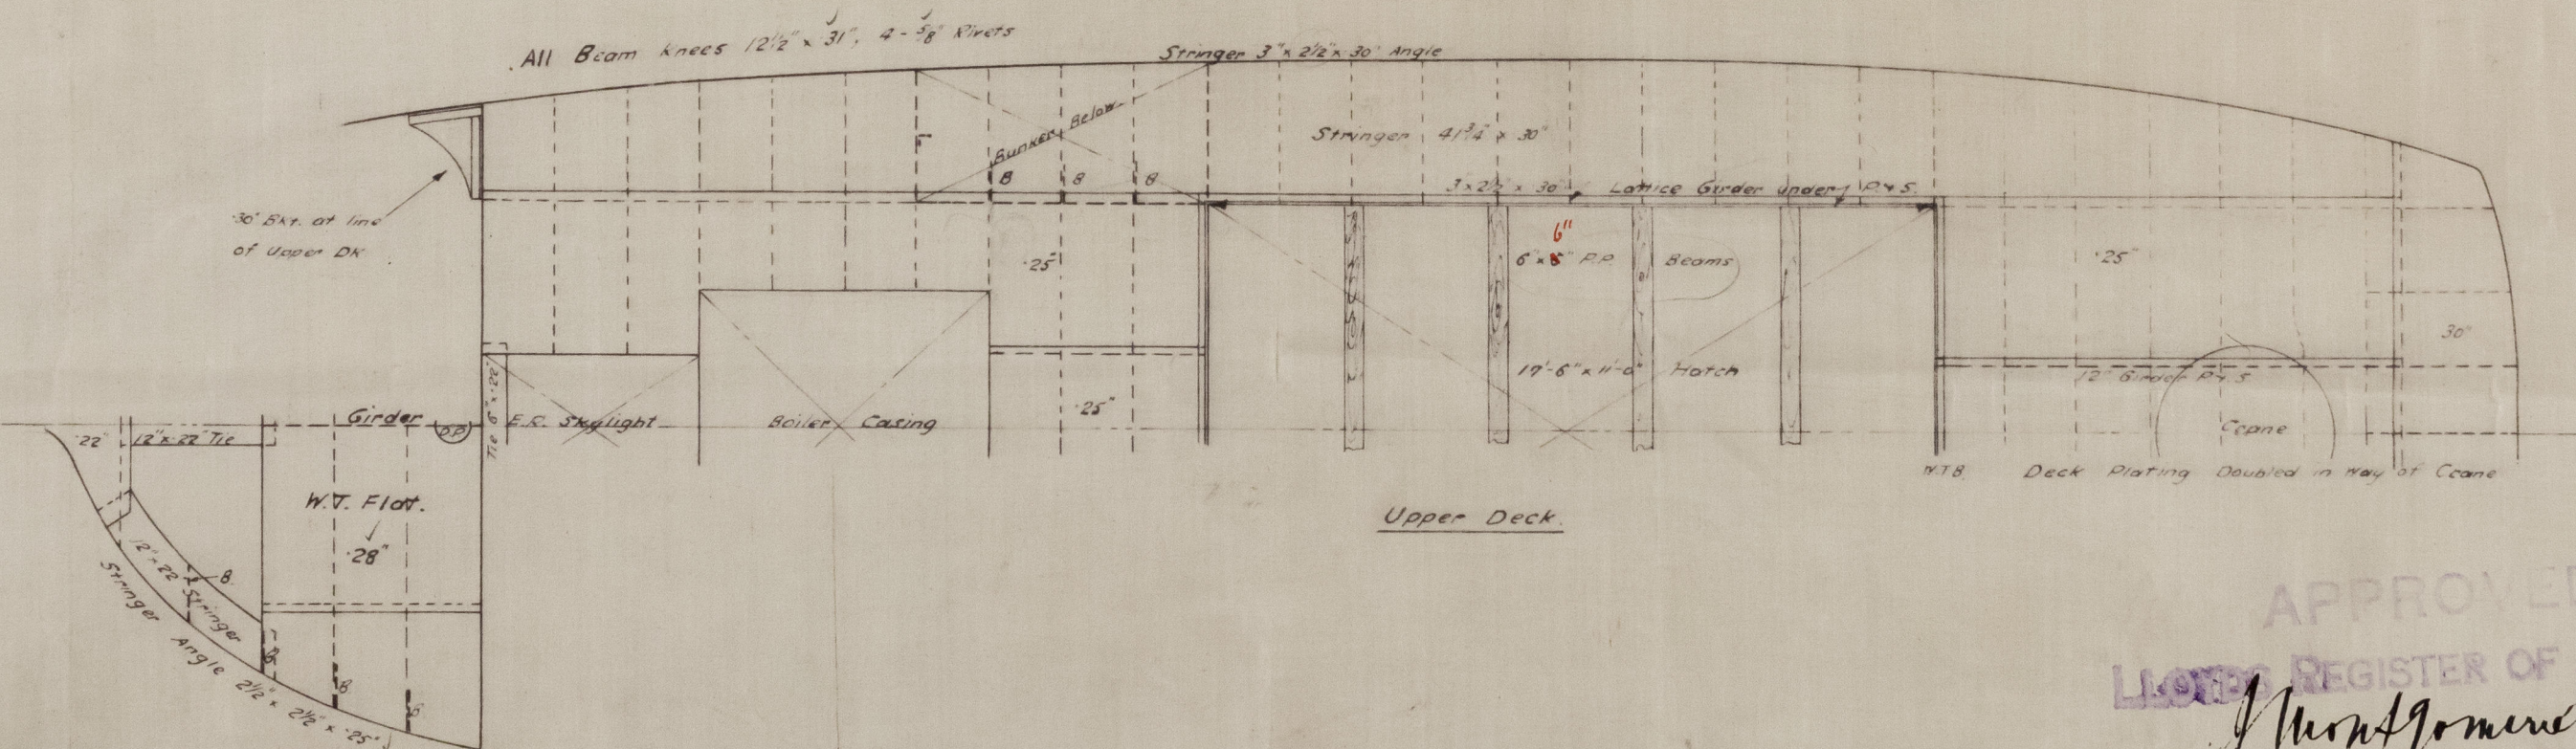 All Beam Knees 12½" × ·31", 4 - ⅝" Rivets
Stringer 3" × 2½" × ·30" Angle
Bunker Below
Stringer 41¾" × ·30"
8
8
8
3 × 2½" × ·30" Lattice Girder under P & S.
·30" Bkt. at line
of Upper DK
·25"
6"
6" × 5" P.P. Beams
·25"
·30"
17'-6" × 11'-0" Hatch
12" Girder P & S
·25"
Tie 6" × ·22"
Girder
D.P.
E.R. Skylight
Boiler Casing
Crane
·22"
12" × ·22" Tie
W.T.B.
Deck Plating Doubled in Way of Crane
W.T. Flat.
·28"
Upper Deck.
12" × ·22 Stringer
8
Stringer Angle 2½" × 2½" × ·25"
8
8
8
APPROVED
LLOYDS REGISTER OF
J Montgomerie